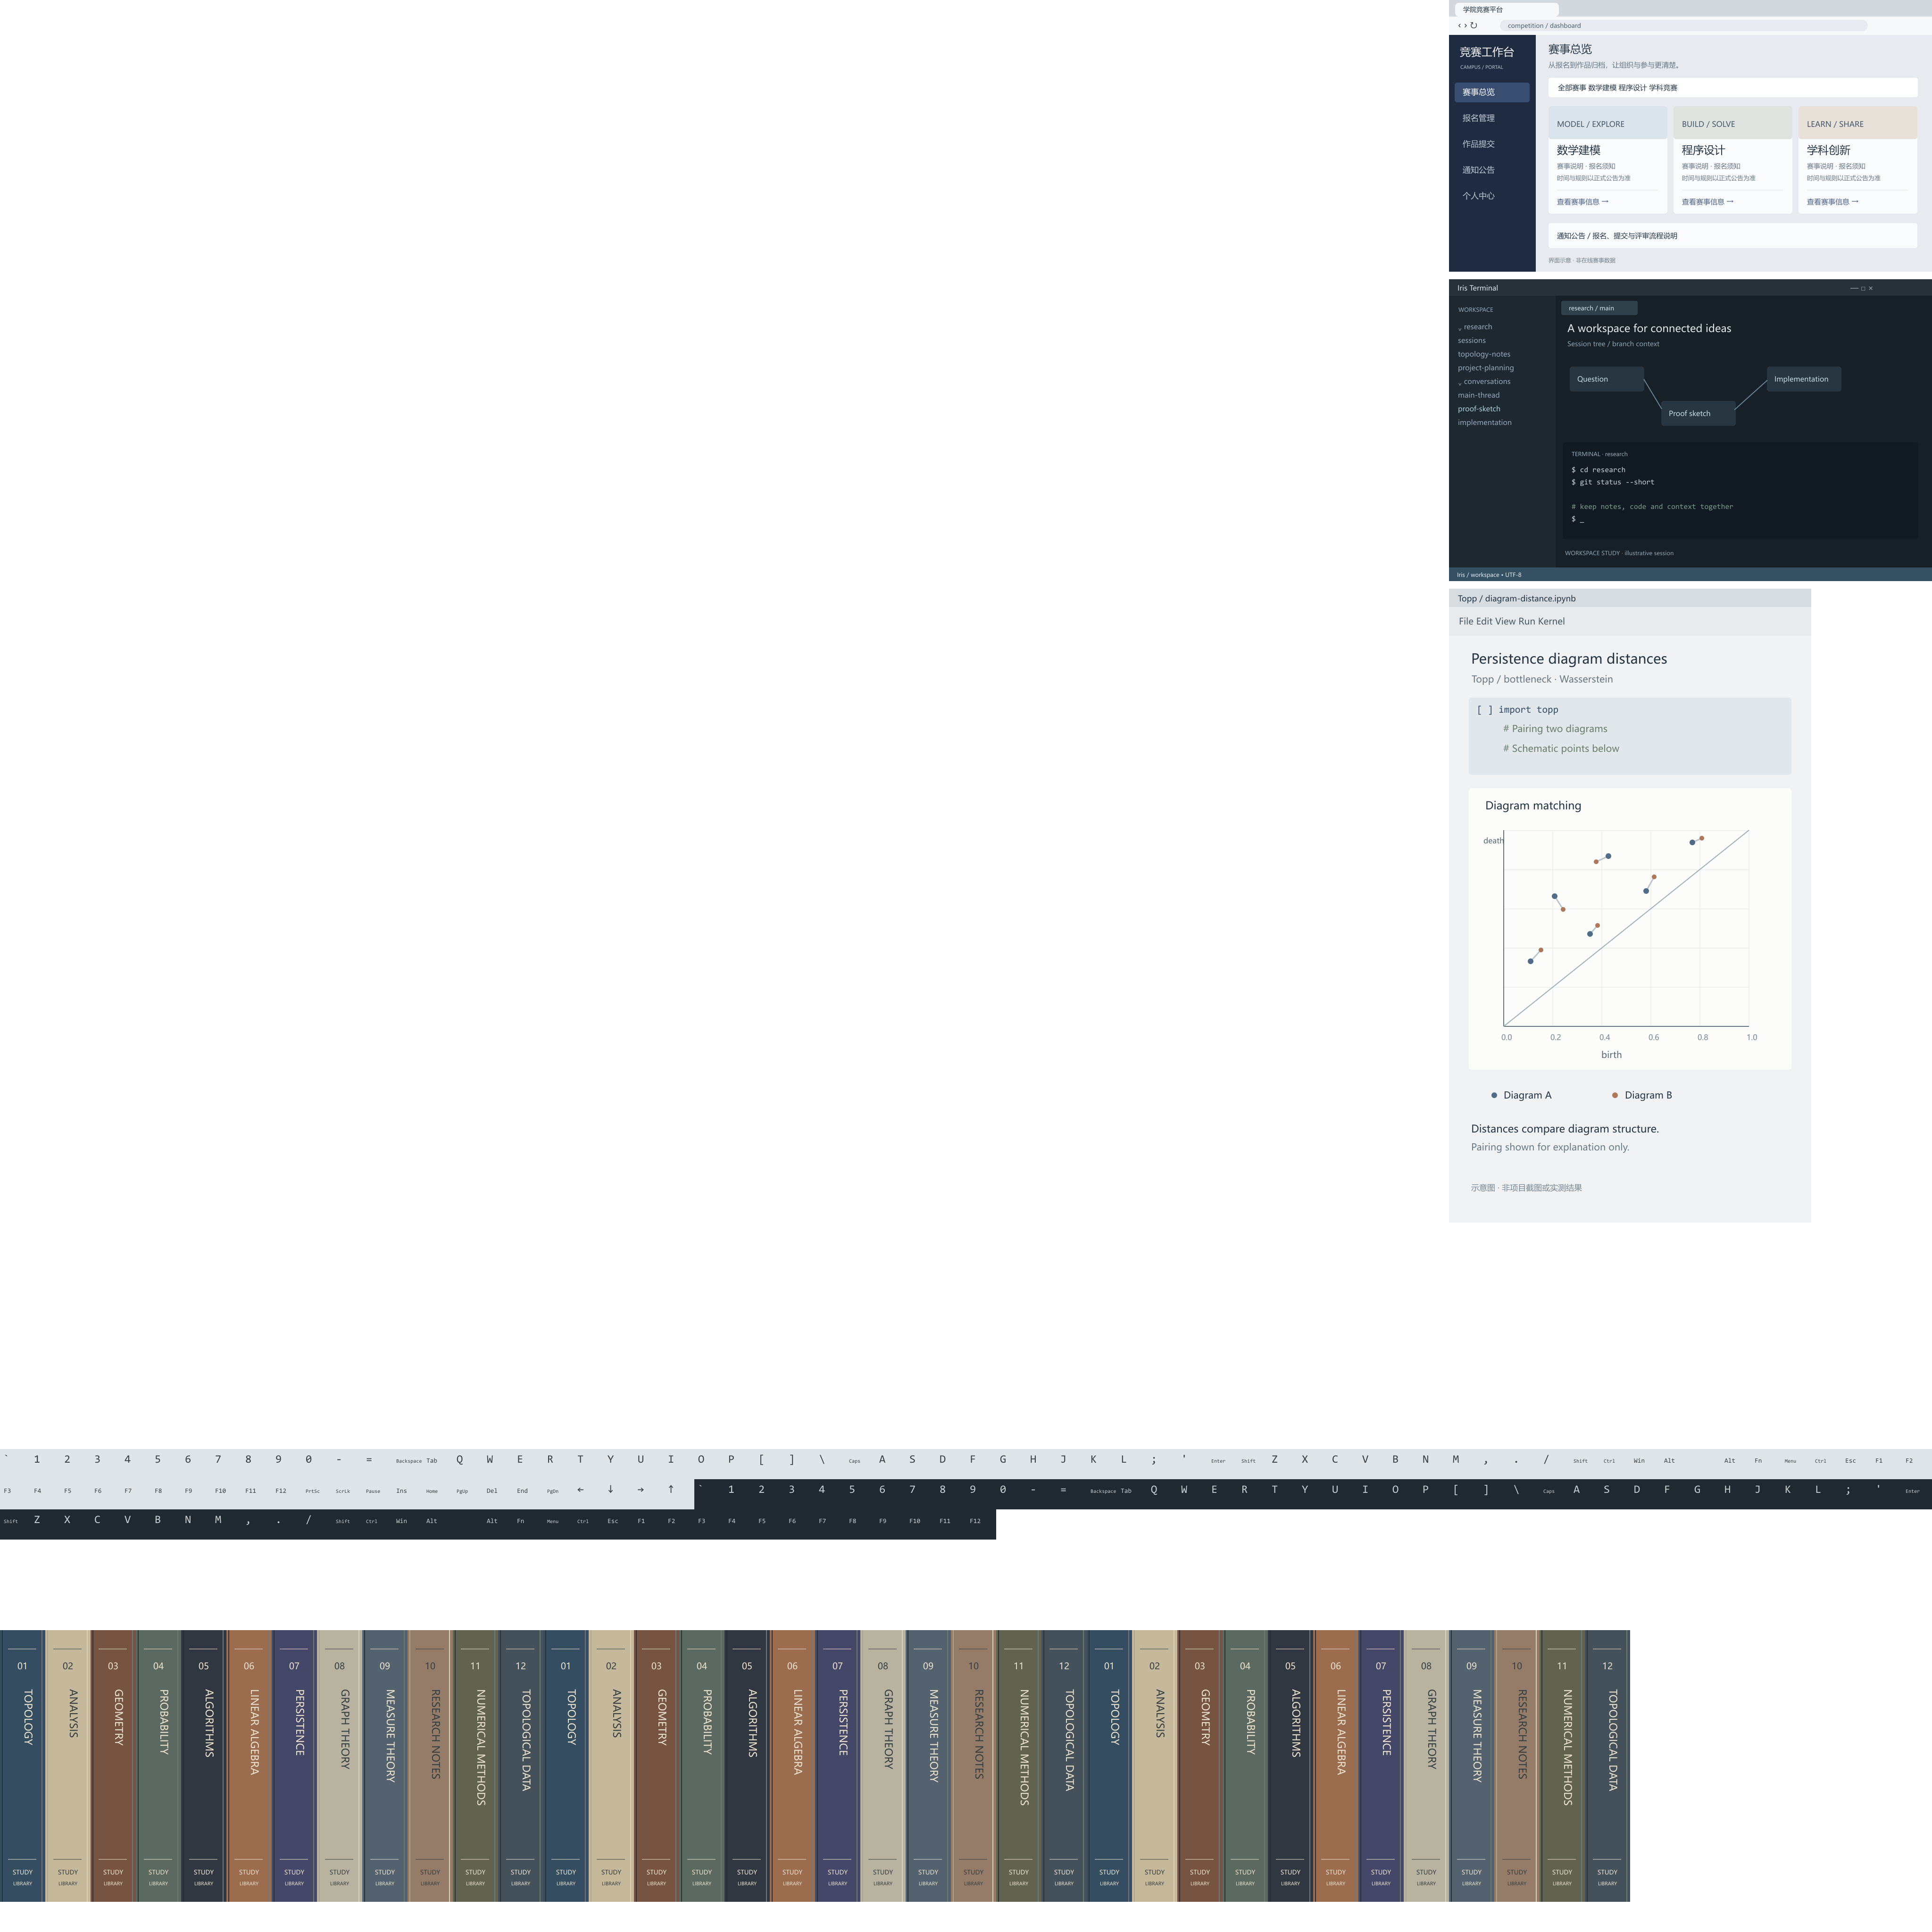 学院竞赛平台
‹ › ↻ competition / dashboard
竞赛工作台
CAMPUS / PORTAL
赛事总览
报名管理
作品提交
通知公告
个人中心
赛事总览
从报名到作品归档，让组织与参与更清楚。
全部赛事 数学建模 程序设计 学科竞赛
MODEL / EXPLORE
数学建模
赛事说明 · 报名须知
时间与规则以正式公告为准
查看赛事信息 →
BUILD / SOLVE
程序设计
赛事说明 · 报名须知
时间与规则以正式公告为准
查看赛事信息 →
LEARN / SHARE
学科创新
赛事说明 · 报名须知
时间与规则以正式公告为准
查看赛事信息 →
通知公告 / 报名、提交与评审流程说明
界面示意 · 非在线赛事数据
Iris Terminal
WORKSPACE
research
sessions
topology-notes
project-planning
conversations
main-thread
proof-sketch
implementation
research / main
A workspace for connected ideas
Session tree / branch context
Question
Proof sketch
Implementation
TERMINAL · research
$ cd research
$ git status --short
# keep notes, code and context together
$ _
WORKSPACE STUDY · illustrative session
Iris / workspace • UTF-8
Topp / diagram-distance.ipynb
File Edit View Run Kernel
Persistence diagram distances
Topp / bottleneck · Wasserstein
[ ] import topp
# Pairing two diagrams
# Schematic points below
Diagram matching
death
0.0 0.2 0.4 0.6 0.8 1.0
birth
Diagram A
Diagram B
Distances compare diagram structure.
Pairing shown for explanation only.
示意图 · 非项目截图或实测结果
` 1 2 3 4 5 6 7 8 9 0 - = Backspace Tab Q W E R T Y U I O P [ ] \ Caps A S D F G H J K L ; ' Enter Shift Z X C V B N M , . / Shift Ctrl Win Alt Alt Fn Menu Ctrl Esc F1 F2
F3 F4 F5 F6 F7 F8 F9 F10 F11 F12 PrtSc ScrLk Pause Ins Home PgUp Del End PgDn ← ↓ → ↑ ` 1 2 3 4 5 6 7 8 9 0 - = Backspace Tab Q W E R T Y U I O P [ ] \ Caps A S D F G H J K L ; ' Enter
Shift Z X C V B N M , . / Shift Ctrl Win Alt Alt Fn Menu Ctrl Esc F1 F2 F3 F4 F5 F6 F7 F8 F9 F10 F11 F12
01 TOPOLOGY STUDY LIBRARY
02 ANALYSIS STUDY LIBRARY
03 GEOMETRY STUDY LIBRARY
04 PROBABILITY STUDY LIBRARY
05 ALGORITHMS STUDY LIBRARY
06 LINEAR ALGEBRA STUDY LIBRARY
07 PERSISTENCE STUDY LIBRARY
08 GRAPH THEORY STUDY LIBRARY
09 MEASURE THEORY STUDY LIBRARY
10 RESEARCH NOTES STUDY LIBRARY
11 NUMERICAL METHODS STUDY LIBRARY
12 TOPOLOGICAL DATA STUDY LIBRARY
01 TOPOLOGY STUDY LIBRARY
02 ANALYSIS STUDY LIBRARY
03 GEOMETRY STUDY LIBRARY
04 PROBABILITY STUDY LIBRARY
05 ALGORITHMS STUDY LIBRARY
06 LINEAR ALGEBRA STUDY LIBRARY
07 PERSISTENCE STUDY LIBRARY
08 GRAPH THEORY STUDY LIBRARY
09 MEASURE THEORY STUDY LIBRARY
10 RESEARCH NOTES STUDY LIBRARY
11 NUMERICAL METHODS STUDY LIBRARY
12 TOPOLOGICAL DATA STUDY LIBRARY
01 TOPOLOGY STUDY LIBRARY
02 ANALYSIS STUDY LIBRARY
03 GEOMETRY STUDY LIBRARY
04 PROBABILITY STUDY LIBRARY
05 ALGORITHMS STUDY LIBRARY
06 LINEAR ALGEBRA STUDY LIBRARY
07 PERSISTENCE STUDY LIBRARY
08 GRAPH THEORY STUDY LIBRARY
09 MEASURE THEORY STUDY LIBRARY
10 RESEARCH NOTES STUDY LIBRARY
11 NUMERICAL METHODS STUDY LIBRARY
12 TOPOLOGICAL DATA STUDY LIBRARY